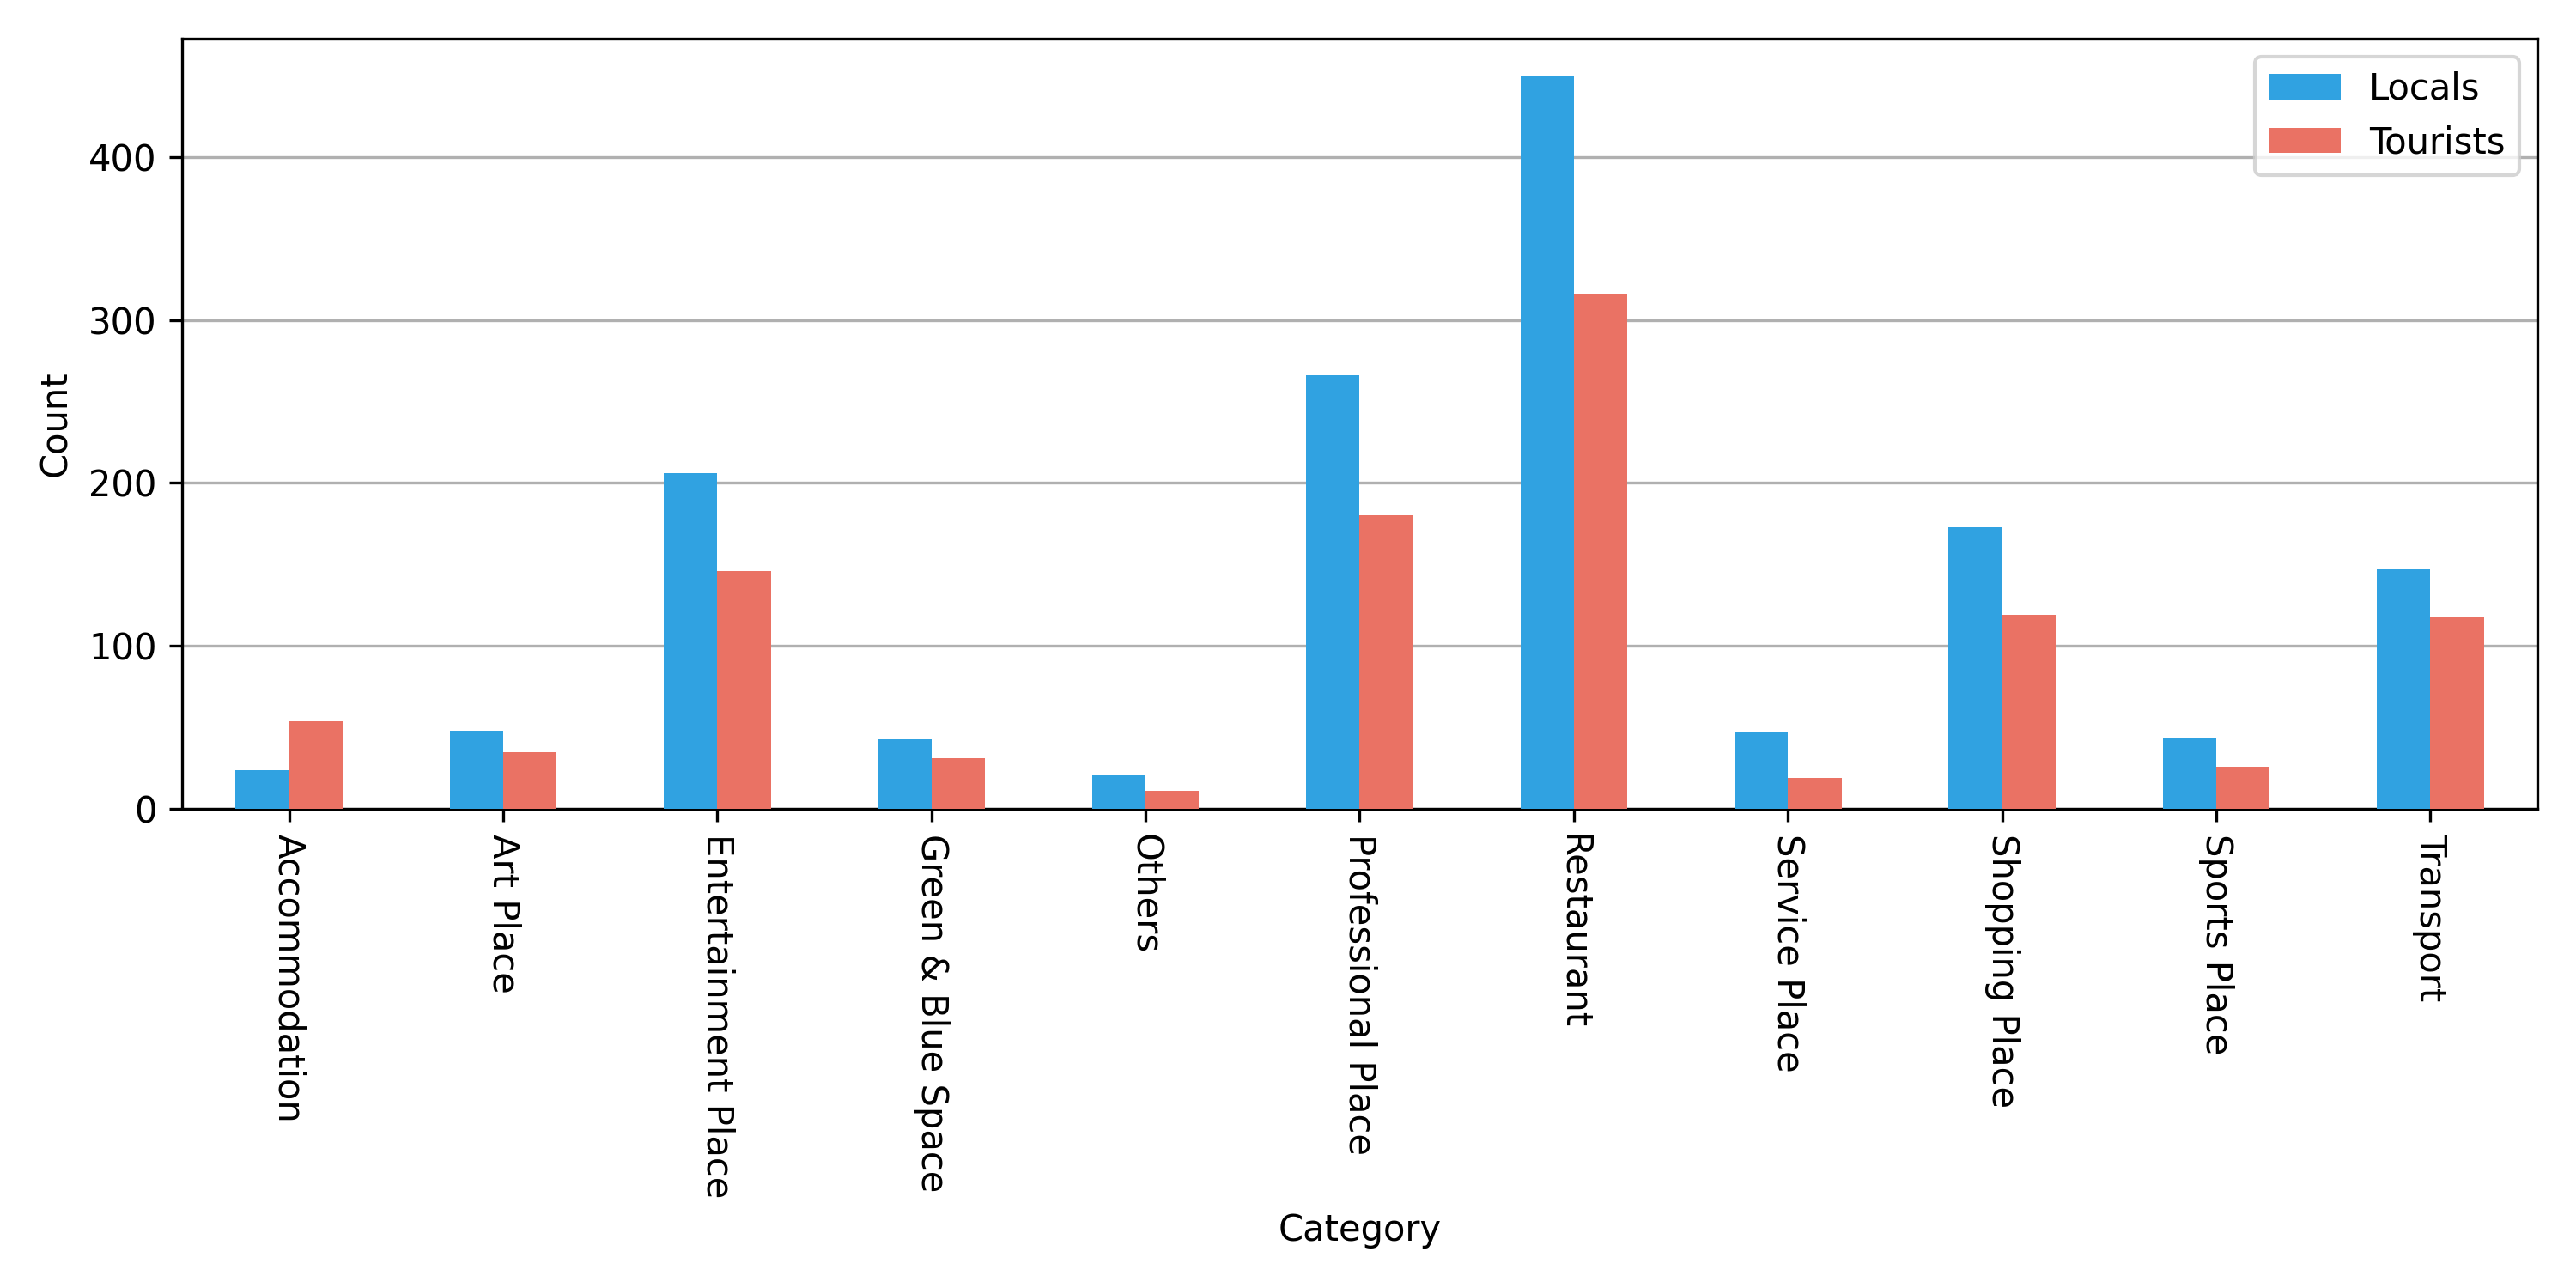 Locals
Tourists
Count
400
300
200
100
0
Accommodation
Art Place
Entertainment Place
Green & Blue Space
Others
Professional Place
Restaurant
Service Place
Shopping Place
Sports Place
Transport
Category